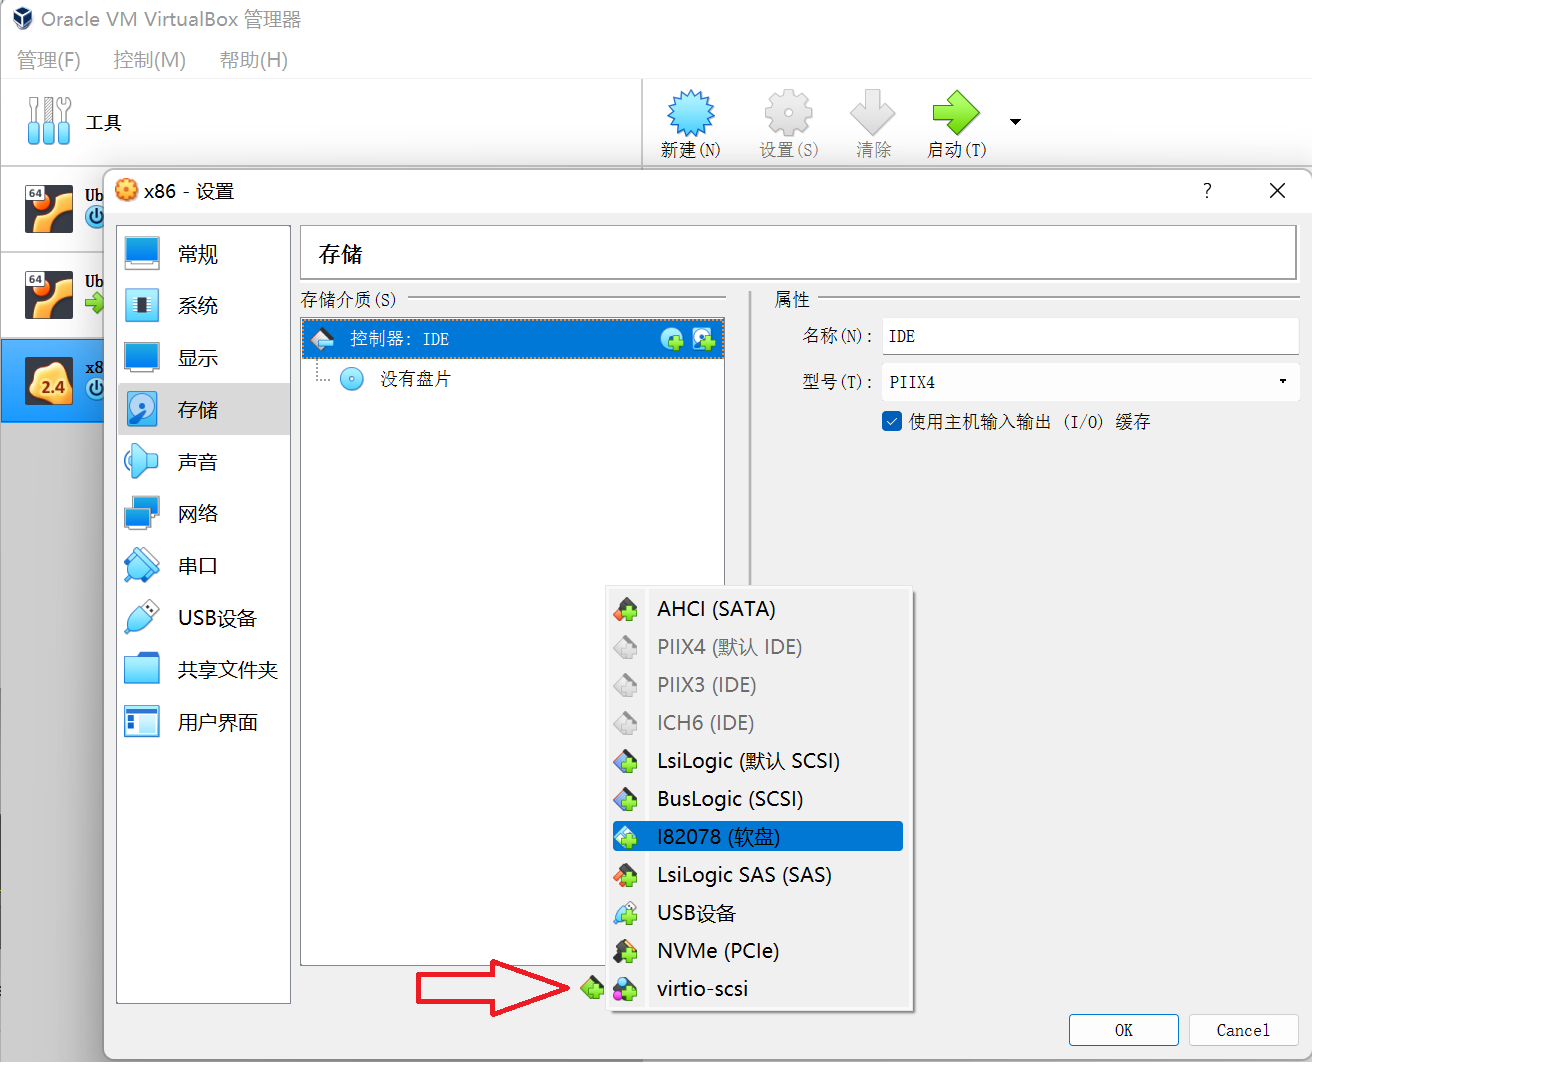 Oracle VM VirtualBox 管理器
管理(F) 控制(M) 帮助(H)
工具
新建(N) 设置(S) 清除 启动(T)
64 Ub
64 Ub
2.4 x8
x86 - 设置 ?
常规
系统
显示
存储
声音
网络
串口
USB设备
共享文件夹
用户界面
存储
存储介质(S)
控制器: IDE
没有盘片
属性
名称(N): IDE
型号(T): PIIX4
使用主机输入输出 (I/O) 缓存
AHCI (SATA)
PIIX4 (默认 IDE)
PIIX3 (IDE)
ICH6 (IDE)
LsiLogic (默认 SCSI)
BusLogic (SCSI)
I82078 (软盘)
LsiLogic SAS (SAS)
USB设备
NVMe (PCIe)
virtio-scsi
OK Cancel